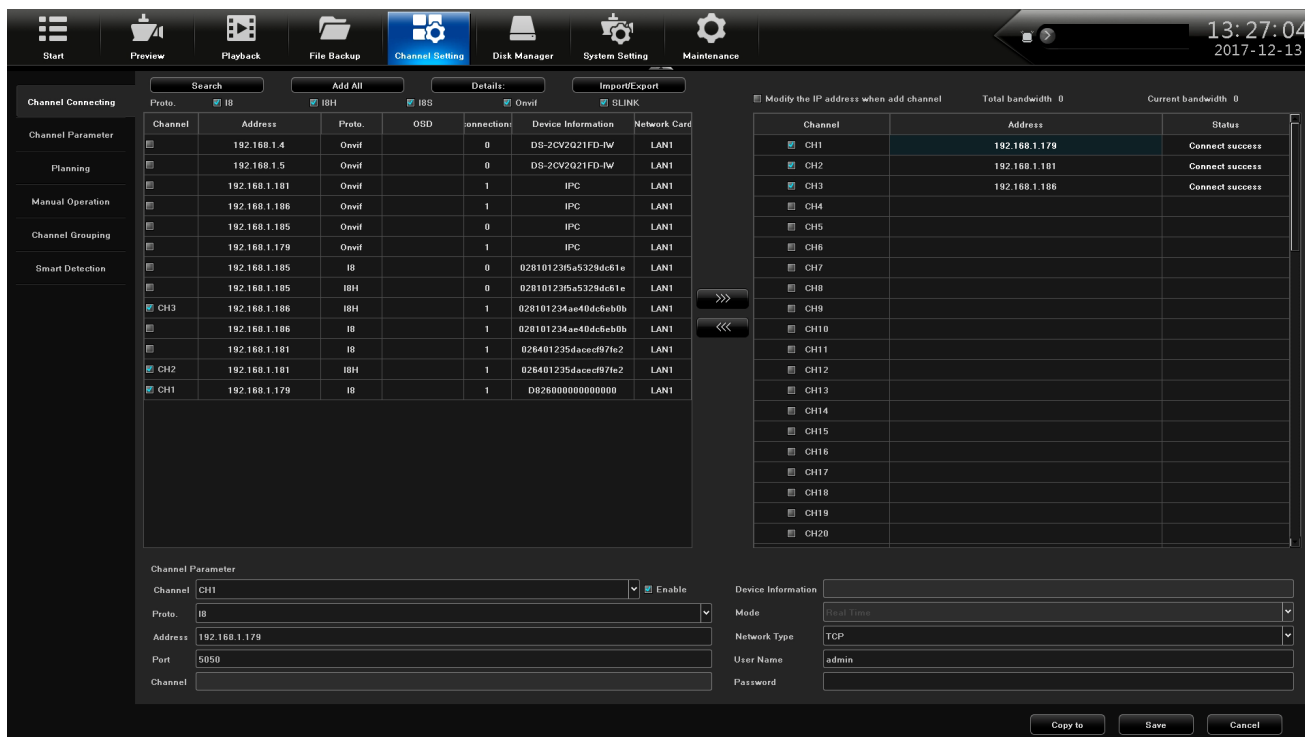 Start Preview Playback File Backup Channel Setting Disk Manager System Setting Maintenance
13:27:04
2017-12-13
Channel Connecting
Channel Parameter
Planning
Manual Operation
Channel Grouping
Smart Detection
Search Add All Details: Import/Export
Proto. I8 I8H I8S Onvif SLINK
Channel Address Proto. OSD connection: Device Information Network Card
192.168.1.4 Onvif 0 DS-2CV2Q21FD-IW LAN1
192.168.1.5 Onvif 0 DS-2CV2Q21FD-IW LAN1
192.168.1.181 Onvif 1 IPC LAN1
192.168.1.186 Onvif 1 IPC LAN1
192.168.1.185 Onvif 0 IPC LAN1
192.168.1.179 Onvif 1 IPC LAN1
192.168.1.185 I8 0 02810123f5a5329dc61e LAN1
192.168.1.185 I8H 0 02810123f5a5329dc61e LAN1
CH3 192.168.1.186 I8H 1 028101234ae40dc6eb0b LAN1
192.168.1.186 I8 1 028101234ae40dc6eb0b LAN1
192.168.1.181 I8 1 026401235dacecf97fe2 LAN1
CH2 192.168.1.181 I8H 1 026401235dacecf97fe2 LAN1
CH1 192.168.1.179 I8 1 D826000000000000 LAN1
>>>
<<<
Modify the IP address when add channel Total bandwidth 0 Current bandwidth 0
Channel Address Status
CH1 192.168.1.179 Connect success
CH2 192.168.1.181 Connect success
CH3 192.168.1.186 Connect success
CH4
CH5
CH6
CH7
CH8
CH9
CH10
CH11
CH12
CH13
CH14
CH15
CH16
CH17
CH18
CH19
CH20
Channel Parameter
Channel CH1 Enable
Proto. I8
Address 192.168.1.179
Port 5050
Channel
Device Information
Mode Real Time
Network Type TCP
User Name admin
Password
Copy to Save Cancel